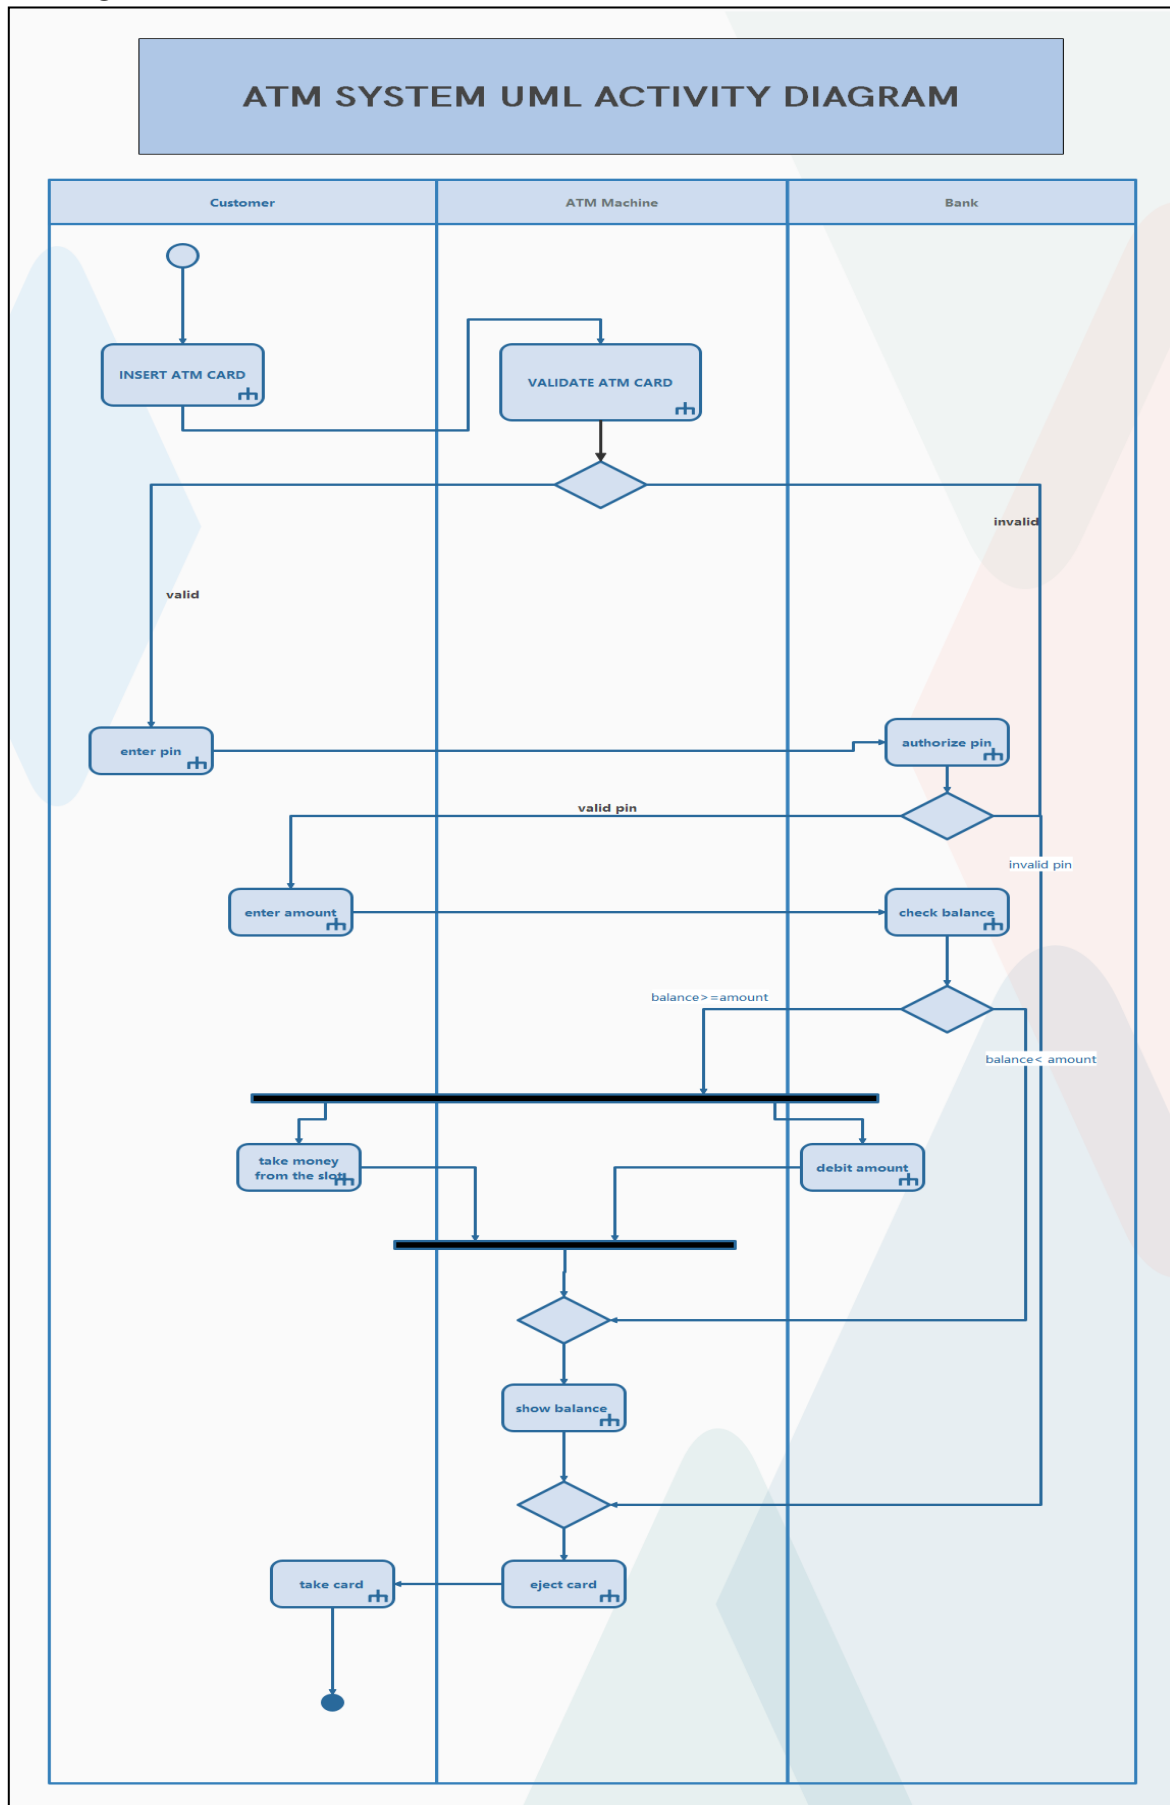 ATM SYSTEM UML ACTIVITY DIAGRAM
Customer
ATM Machine
Bank
INSERT ATM CARD
VALIDATE ATM CARD
invalid
valid
enter pin
authorize pin
valid pin
invalid pin
enter amount
check balance
balance>=amount
balance< amount
take money
from the slot
debit amount
show balance
take card
eject card